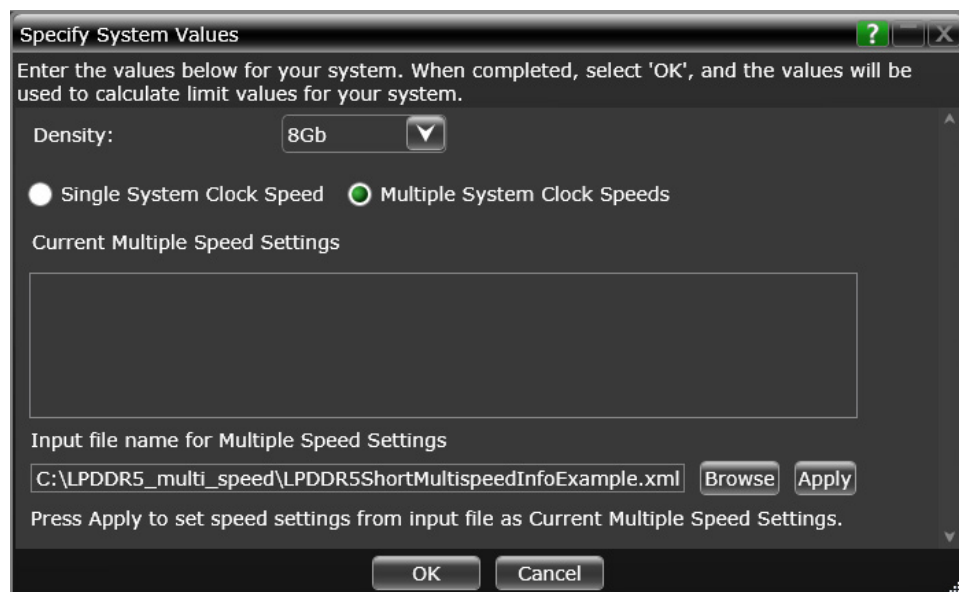 Specify System Values
?
X
Enter the values below for your system. When completed, select 'OK', and the values will be
used to calculate limit values for your system.
Density: 8Gb
Single System Clock Speed Multiple System Clock Speeds
Current Multiple Speed Settings
Input file name for Multiple Speed Settings
C:\LPDDR5_multi_speed\LPDDR5ShortMultispeedInfoExample.xml Browse Apply
Press Apply to set speed settings from input file as Current Multiple Speed Settings.
OK Cancel